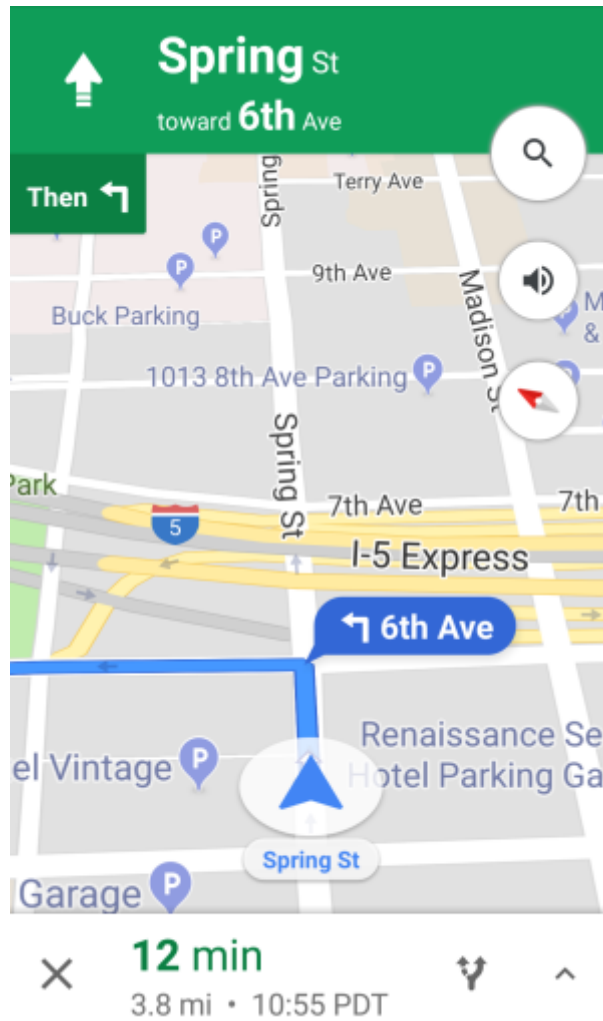 Spring St
toward 6th Ave
Then
Spring
Terry Ave
9th Ave
Madison St
Buck Parking
M
&
1013 8th Ave Parking
Spring St
Park
7th Ave
7th
5
I-5 Express
6th Ave
Renaissance Se
el Vintage
Hotel Parking Ga
Spring St
Garage
12 min
3.8 mi • 10:55 PDT